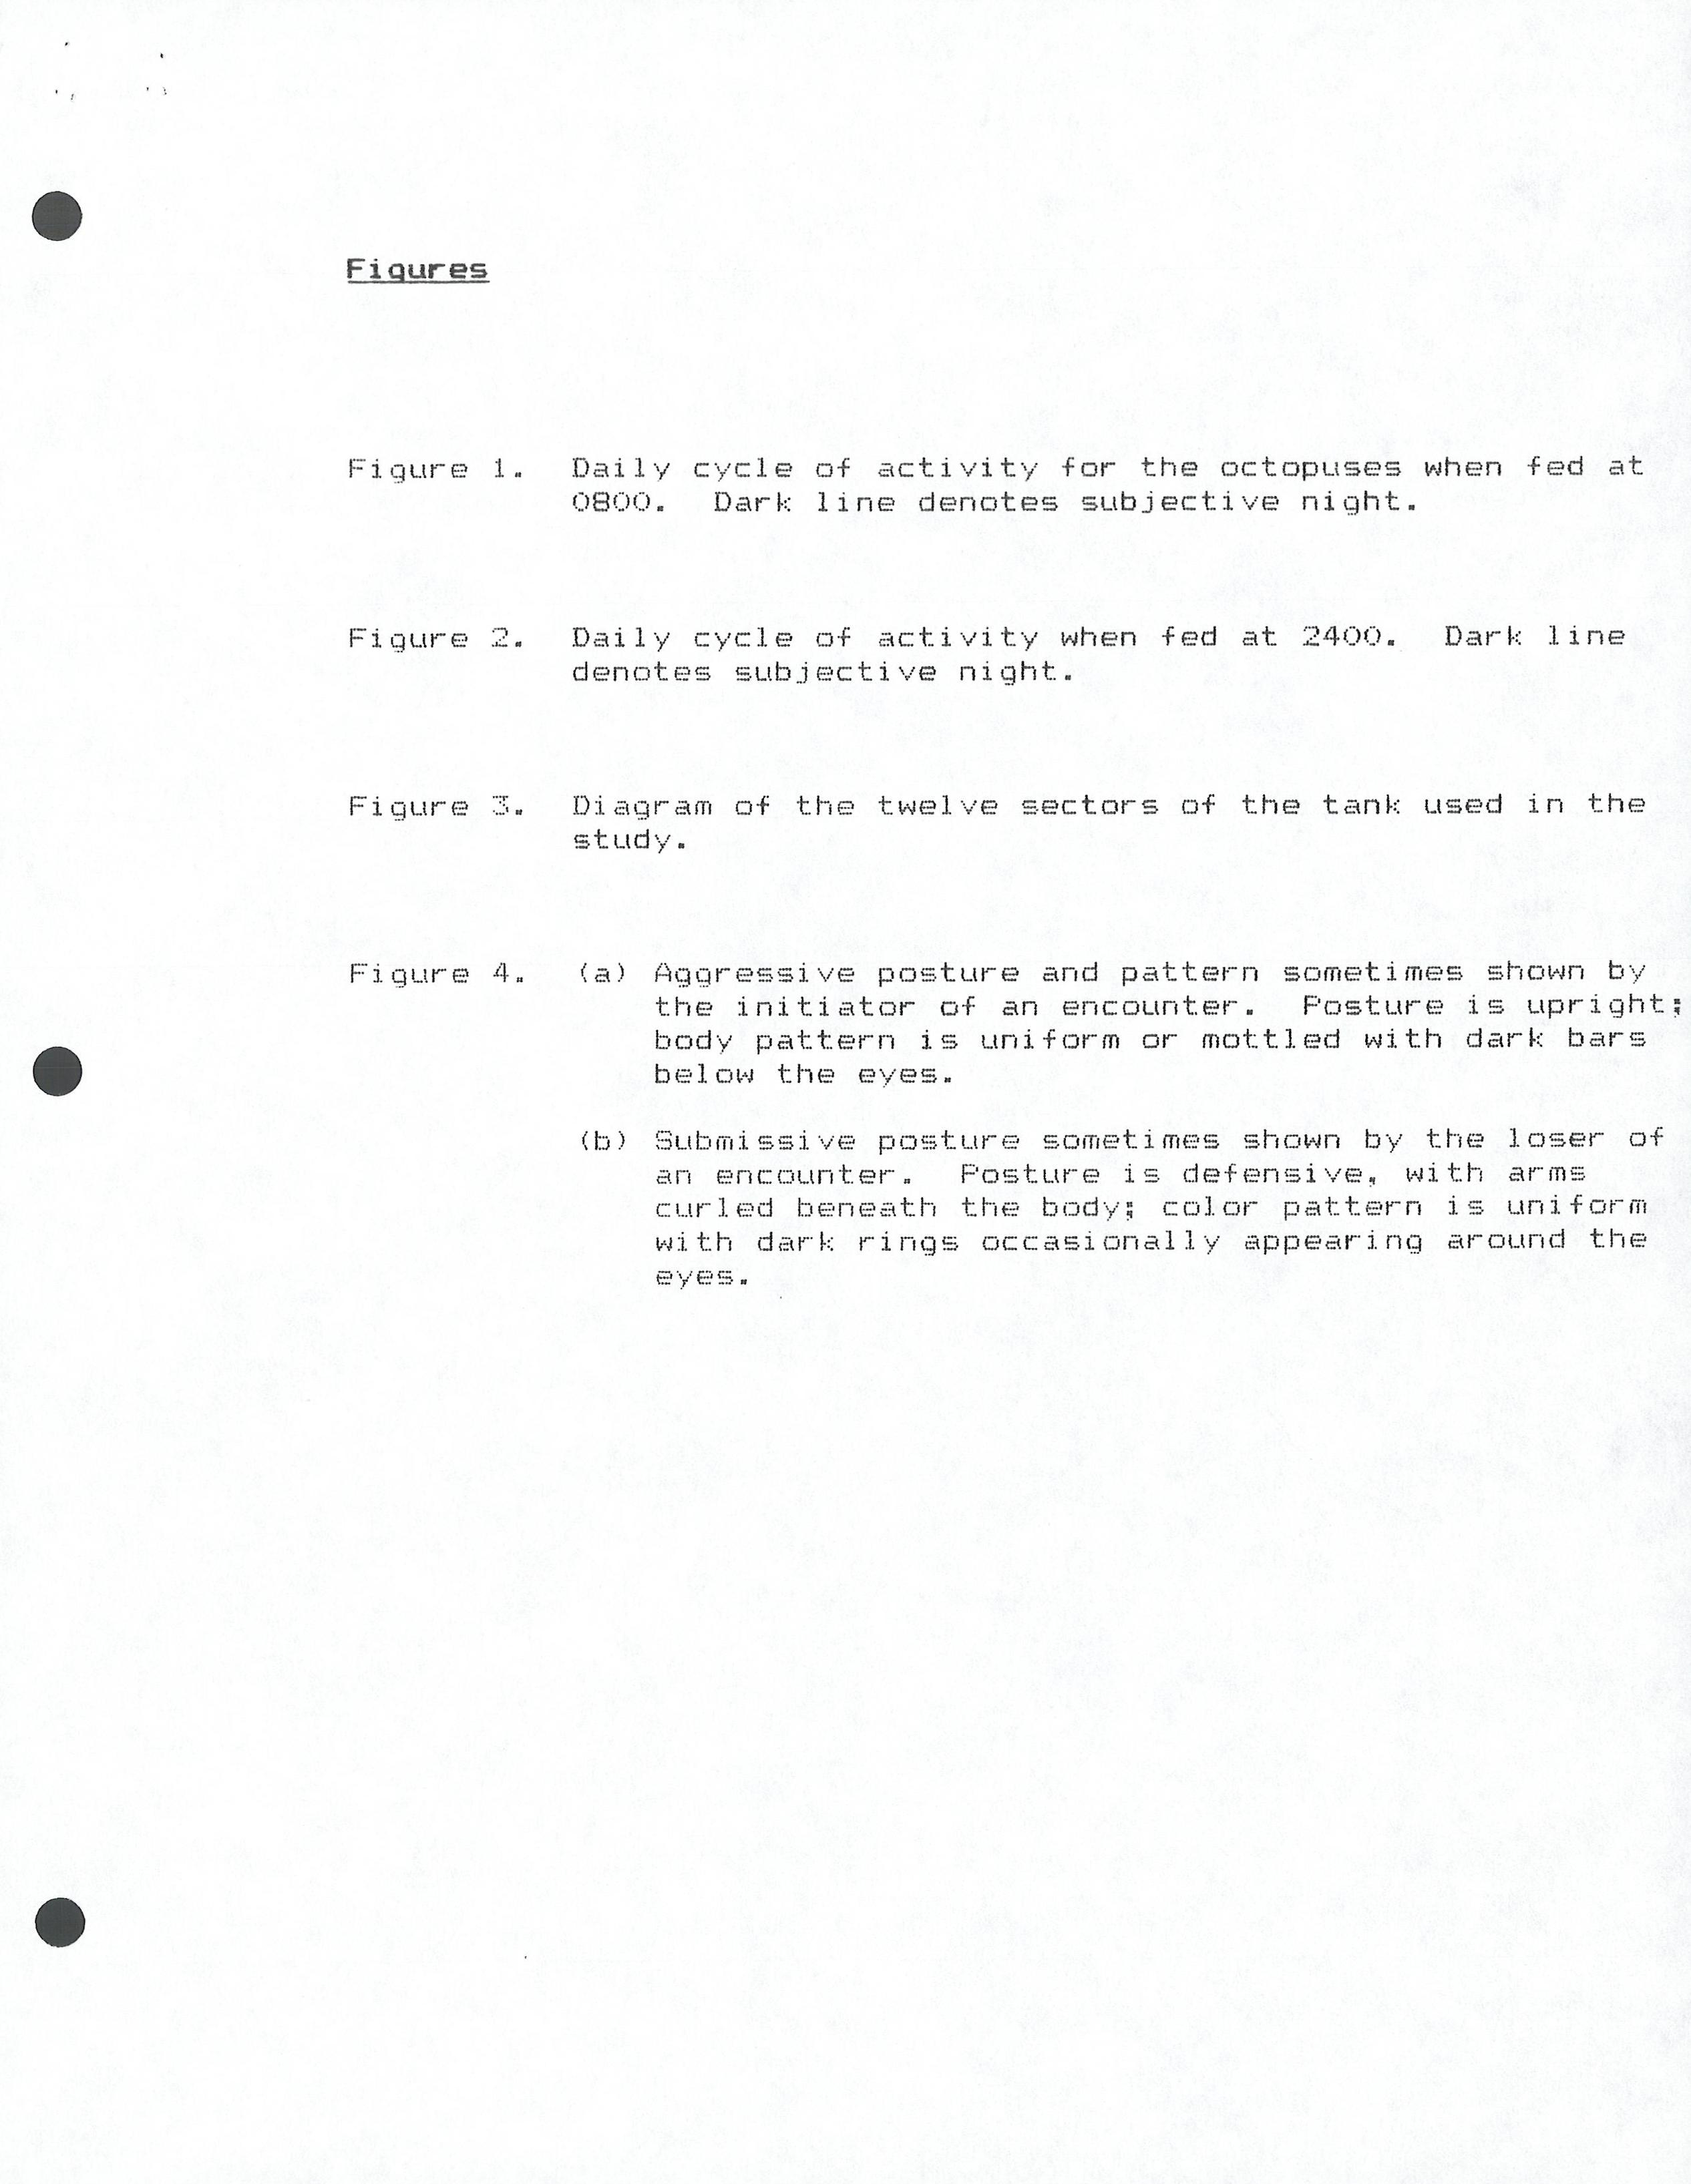 Figures
Figure 1. Daily cycle of activity for the octopuses when fed at
0800. Dark line denotes subjective night.
Figure 2. Daily cycle of activity when fed at 2400. Dark line
denotes subjective night.
Figure 3. Diagram of the twelve sectors of the tank used in the
study.
Figure 4. (a) Aggressive posture and pattern sometimes shown by
the initiator of an encounter. Posture is upright;
body pattern is uniform or mottled with dark bars
below the eyes.
(b) Submissive posture sometimes shown by the loser of
an encounter. Posture is defensive, with arms
curled beneath the body; color pattern is uniform
with dark rings occasionally appearing around the
eyes.